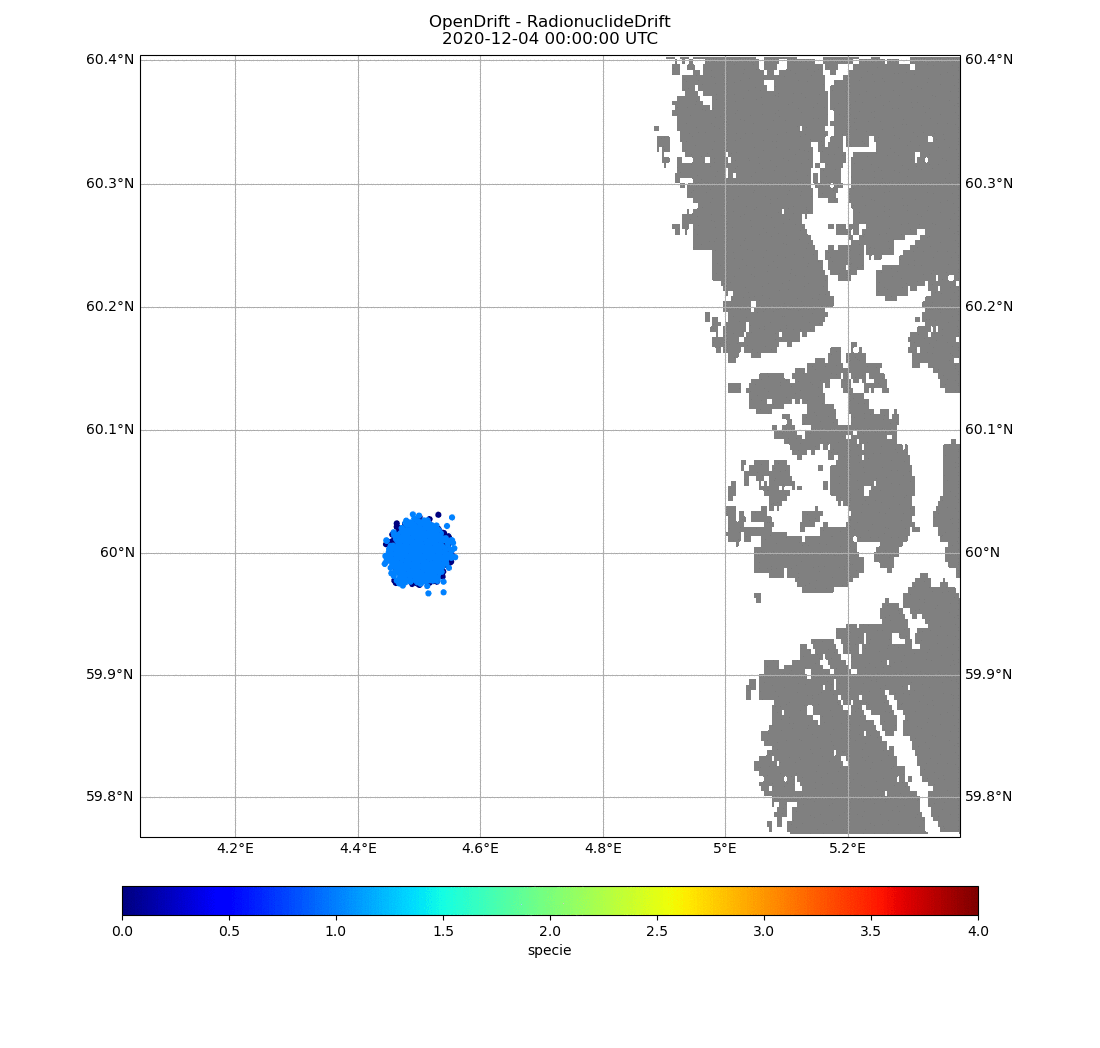 OpenDrift - RadionuclideDrift
2020-12-04 00:00:00 UTC
60.4°N 60.4°N
60.3°N 60.3°N
60.2°N 60.2°N
60.1°N 60.1°N
60°N 60°N
59.9°N 59.9°N
59.8°N 59.8°N
4.2°E 4.4°E 4.6°E 4.8°E 5°E 5.2°E
0.0 0.5 1.0 1.5 2.0 2.5 3.0 3.5 4.0
specie